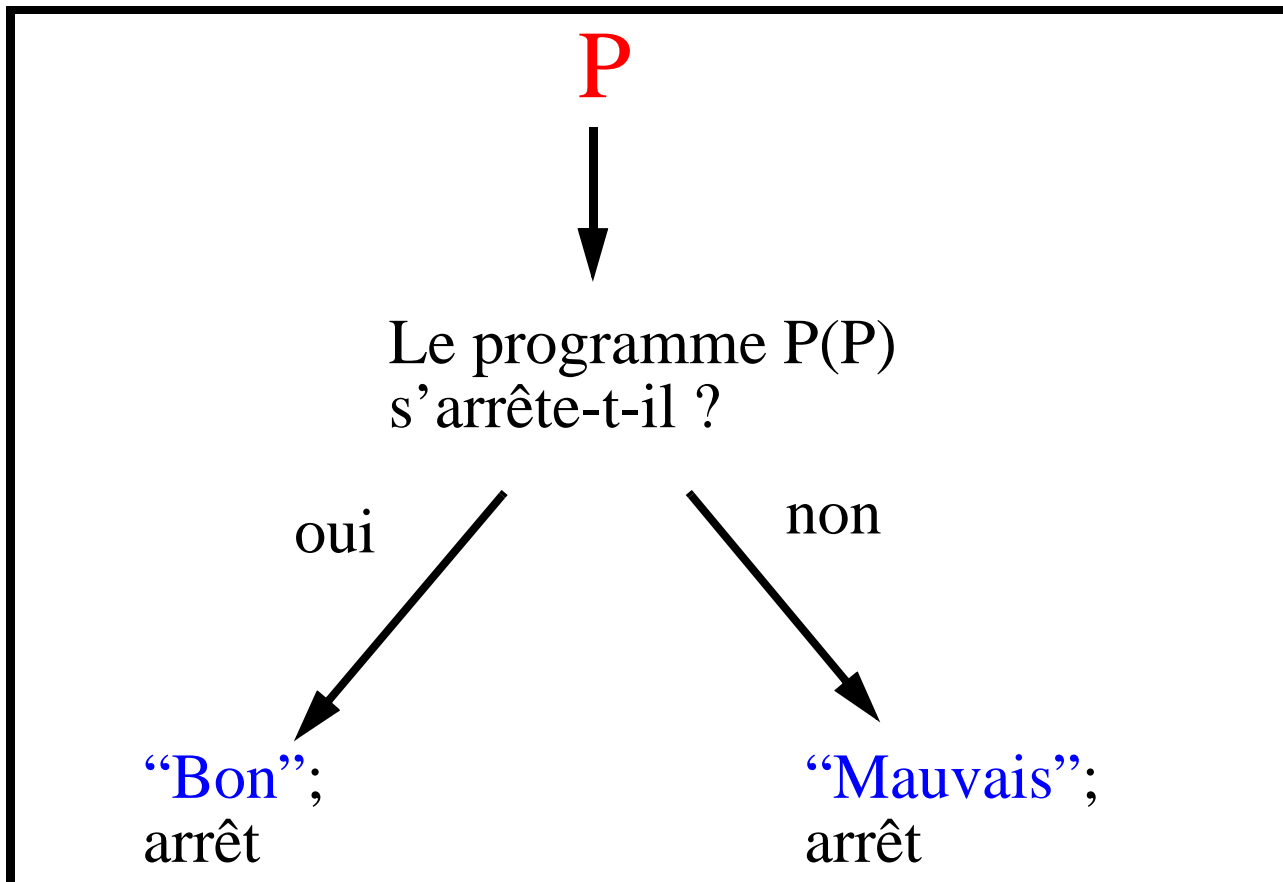 P
Le programme P(P)
s’arrête-t-il ?
oui
non
“Bon”;
arrêt
“Mauvais”;
arrêt